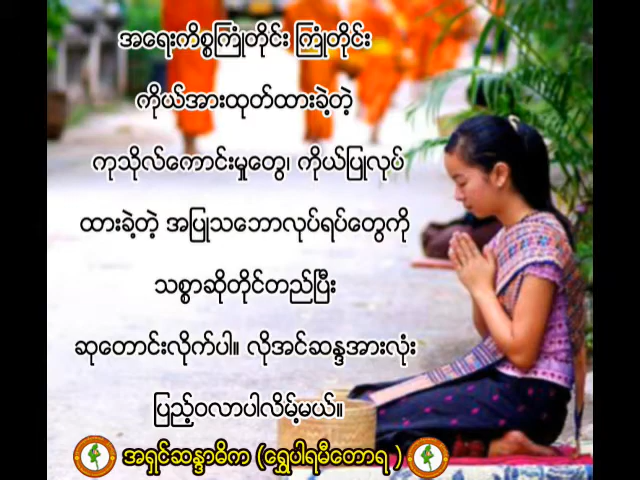 အရေးကိစ္စကြုံတိုင်း ကြုံတိုင်း
ကိုယ်အားထုတ်ထားခဲ့တဲ့
ကုသိုလ်ကောင်းမှုတွေ၊ ကိုယ်ပြုလုပ်
ထားခဲ့တဲ့ အပြုသဘောလုပ်ရပ်တွေကို
သစ္စာဆိုတိုင်တည်ပြီး
ဆုတောင်းလိုက်ပါ။ လိုအင်ဆန္ဒအားလုံး
ပြည့်ဝလာပါလိမ့်မယ်။
အရှင်ဆန္ဒာဓိက (ရွှေပါရမီတောရ )